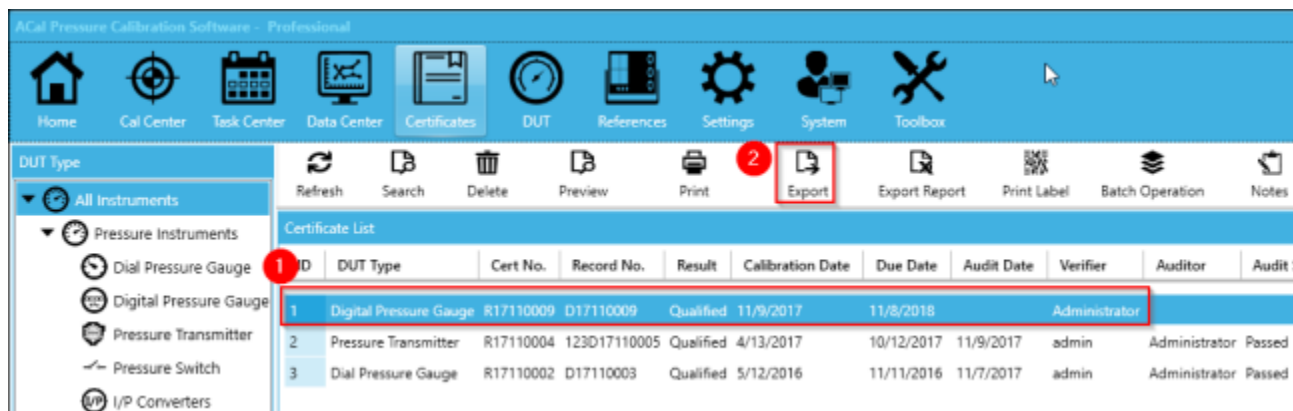 ACal Pressure Calibration Software - Professional
Home Cal Center Task Center Data Center Certificates DUT References Settings System Toolbox
DUT Type
All Instruments
Pressure Instruments
Dial Pressure Gauge
Digital Pressure Gauge
Pressure Transmitter
Pressure Switch
I/P Converters
2
Refresh Search Delete Preview Print Export Export Report Print Label Batch Operation Notes
Certificate List
1
ID DUT Type Cert No. Record No. Result Calibration Date Due Date Audit Date Verifier Auditor Audit
1 Digital Pressure Gauge R17110009 D17110009 Qualified 11/9/2017 11/8/2018 Administrator
2 Pressure Transmitter R17110004 123D17110005 Qualified 4/13/2017 10/12/2017 11/9/2017 admin Administrator Passed
3 Dial Pressure Gauge R17110002 D17110003 Qualified 5/12/2016 11/11/2016 11/7/2017 admin Administrator Passed